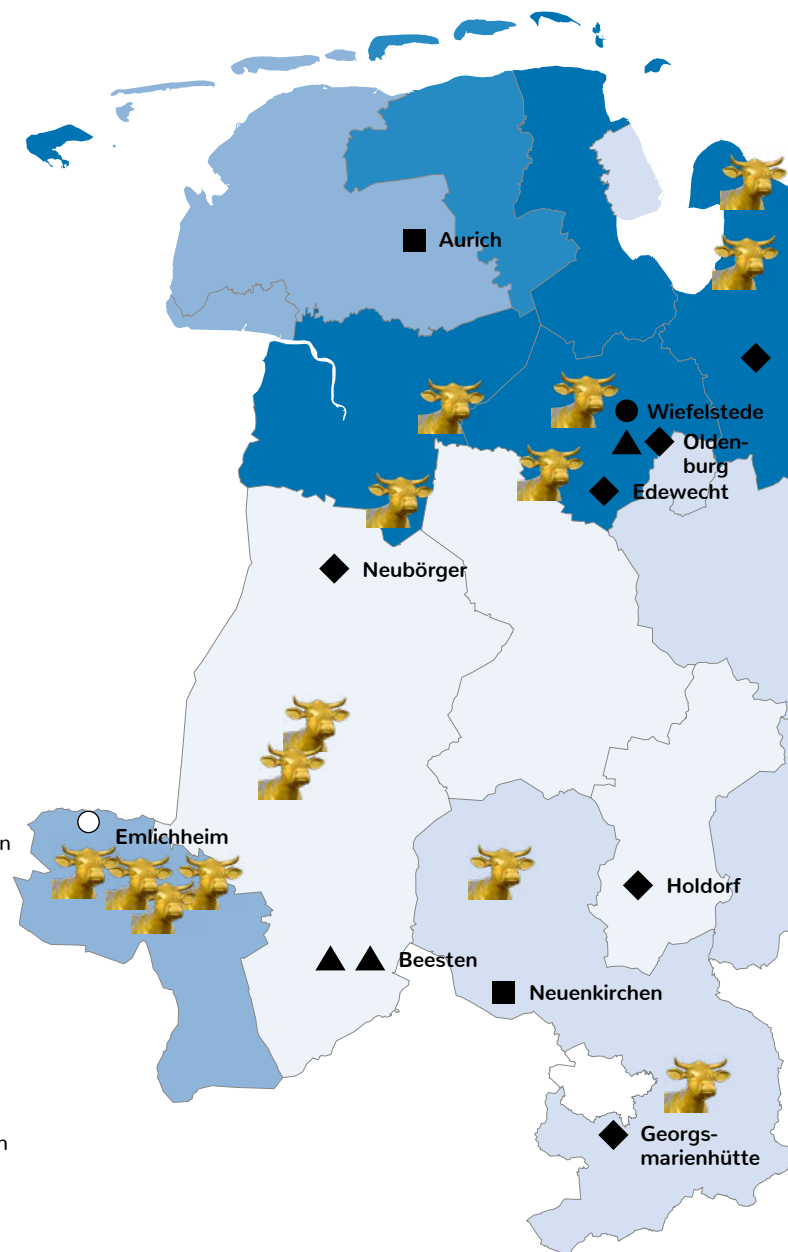 Aurich
Wiefelstede
Olden-
burg
Edewecht
Neubörger
Emlichheim
n
Holdorf
Beesten
Neuenkirchen
Georgs-
marienhütte
n